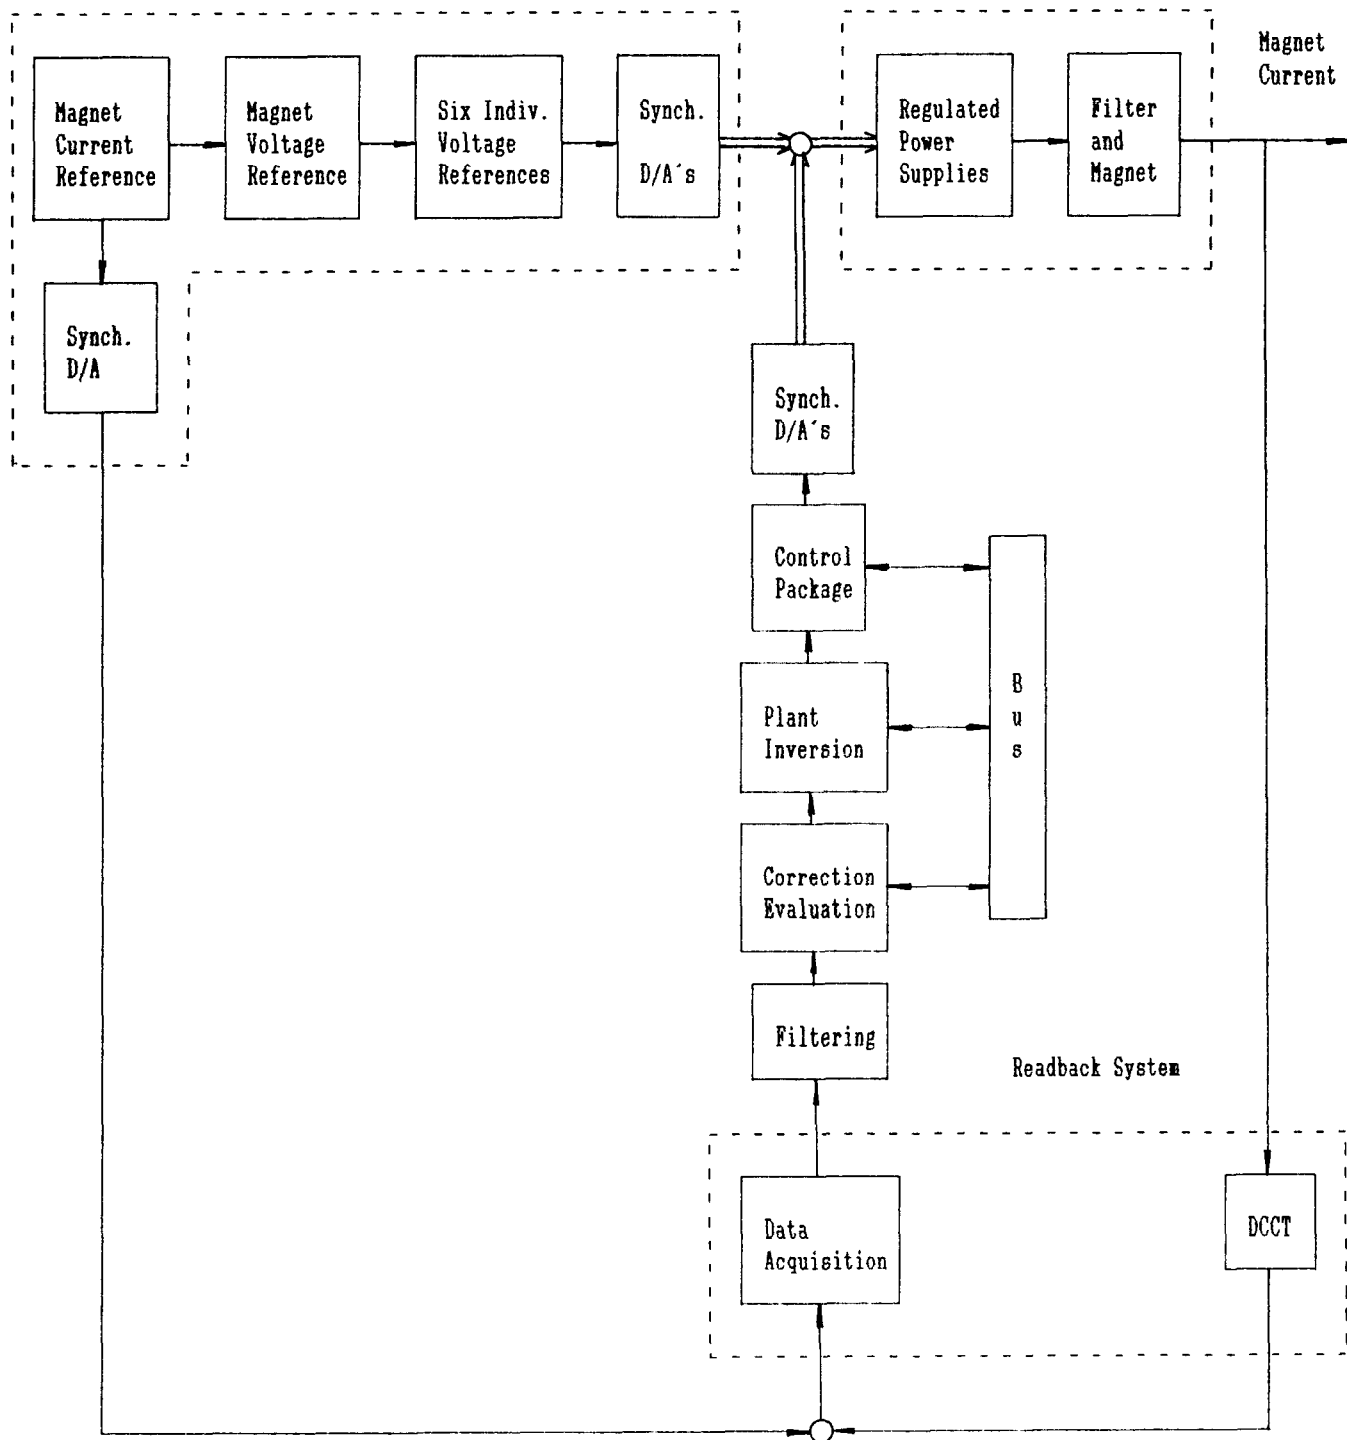 Magnet
Current
Reference
Magnet
Voltage
Reference
Six Indiv.
Voltage
References
Synch.
D/A's
Regulated
Power
Supplies
Filter
and
Magnet
Magnet
Current
Synch.
D/A
Synch.
D/A's
Control
Package
Plant
Inversion
B
u
s
Correction
Evaluation
Filtering
Readback System
Data
Acquisition
DCCT